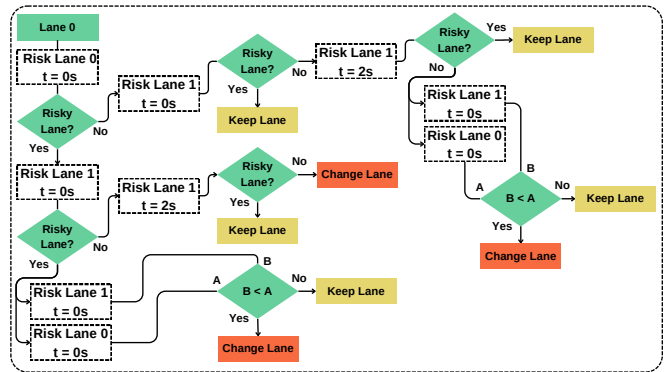 Lane 0
Risk Lane 0
t = 0s
Risky
Lane?
No
Yes
Risk Lane 1
t = 0s
Risky
Lane?
No
Yes
Keep Lane
Risk Lane 1
t = 2s
Risky
Lane?
Yes
Keep Lane
No
Risk Lane 1
t = 0s
Risk Lane 0
t = 0s
B
A
B < A
No
Keep Lane
Yes
Change Lane
Risk Lane 1
t = 0s
Risky
Lane?
No
Yes
Risk Lane 1
t = 2s
Risky
Lane?
No
Change Lane
Yes
Keep Lane
Risk Lane 1
t = 0s
Risk Lane 0
t = 0s
B
A
B < A
No
Keep Lane
Yes
Change Lane